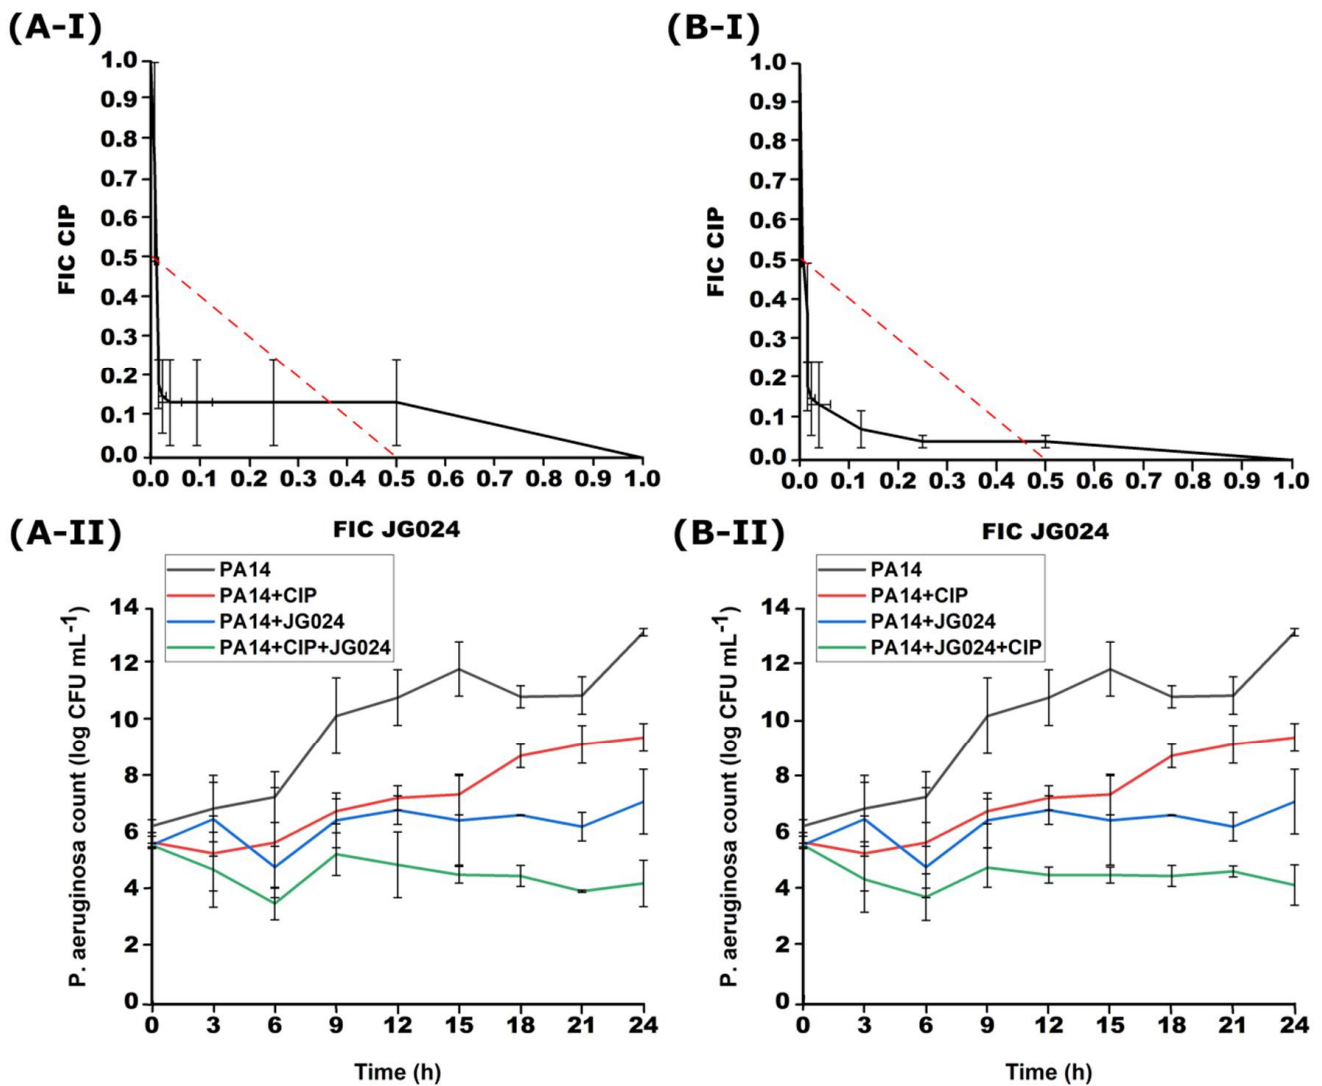 (A-I)
1.0
0.9
0.8
0.7
0.6
0.5
0.4
0.3
0.2
0.1
0.0
FIC CIP
0.0 0.1 0.2 0.3 0.4 0.5 0.6 0.7 0.8 0.9 1.0
FIC JG024
(B-I)
1.0
0.9
0.8
0.7
0.6
0.5
0.4
0.3
0.2
0.1
0.0
FIC CIP
0.0 0.1 0.2 0.3 0.4 0.5 0.6 0.7 0.8 0.9 1.0
FIC JG024
(A-II)
PA14
PA14+CIP
PA14+JG024
PA14+CIP+JG024
14
12
10
8
6
4
2
0
P. aeruginosa count (log CFU mL⁻¹)
0 3 6 9 12 15 18 21 24
Time (h)
(B-II)
PA14
PA14+CIP
PA14+JG024
PA14+JG024+CIP
14
12
10
8
6
4
2
0
P. aeruginosa count (log CFU mL⁻¹)
0 3 6 9 12 15 18 21 24
Time (h)